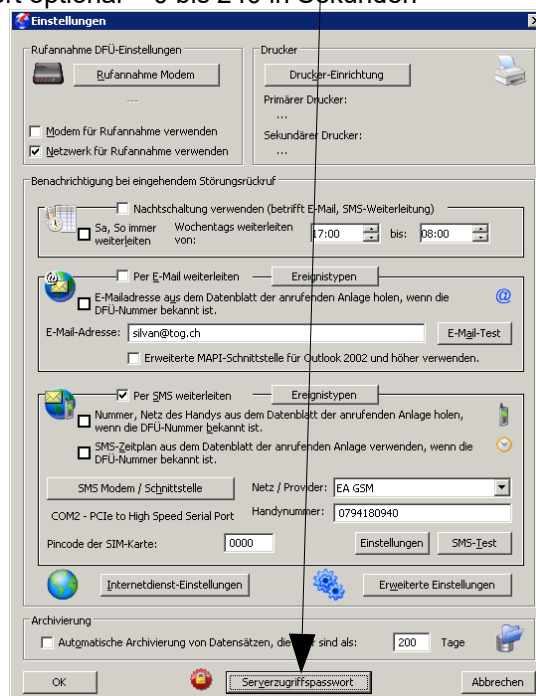 optional 0 bis 240 in Sekunden
Einstellungen
Rufannahme DFÜ-Einstellungen
Rufannahme Modem
---
Modem für Rufannahme verwenden
Netzwerk für Rufannahme verwenden
Drucker
Drucker-Einrichtung
Primärer Drucker:
...
Sekundärer Drucker:
...
Benachrichtigung bei eingehendem Störungsrückruf
Nachtschaltung verwenden (betrifft E-Mail, SMS-Weiterleitung)
Sa, So immer
weiterleiten
Wochentags weiterleiten
von:
17:00
bis:
08:00
Per E-Mail weiterleiten
Ereignistypen
E-Mailadresse aus dem Datenblatt der anrufenden Anlage holen, wenn die
DFÜ-Nummer bekannt ist.
@
E-Mail-Adresse:
silvan@tog.ch
E-Mail-Test
Erweiterte MAPI-Schnittstelle für Outlook 2002 und höher verwenden.
Per SMS weiterleiten
Ereignistypen
Nummer, Netz des Handys aus dem Datenblatt der anrufenden Anlage holen,
wenn die DFÜ-Nummer bekannt ist.
SMS-Zeitplan aus dem Datenblatt der anrufenden Anlage verwenden, wenn die
DFÜ-Nummer bekannt ist.
SMS Modem / Schnittstelle
Netz / Provider:
EA GSM
COM2 - PCIe to High Speed Serial Port
Handynummer:
0794180940
Pincode der SIM-Karte:
0000
Einstellungen
SMS-Test
Internetdienst-Einstellungen
Erweiterte Einstellungen
Archivierung
Automatische Archivierung von Datensätzen, die sind als:
200
Tage
OK
Serverzugriffspasswort
Abbrechen